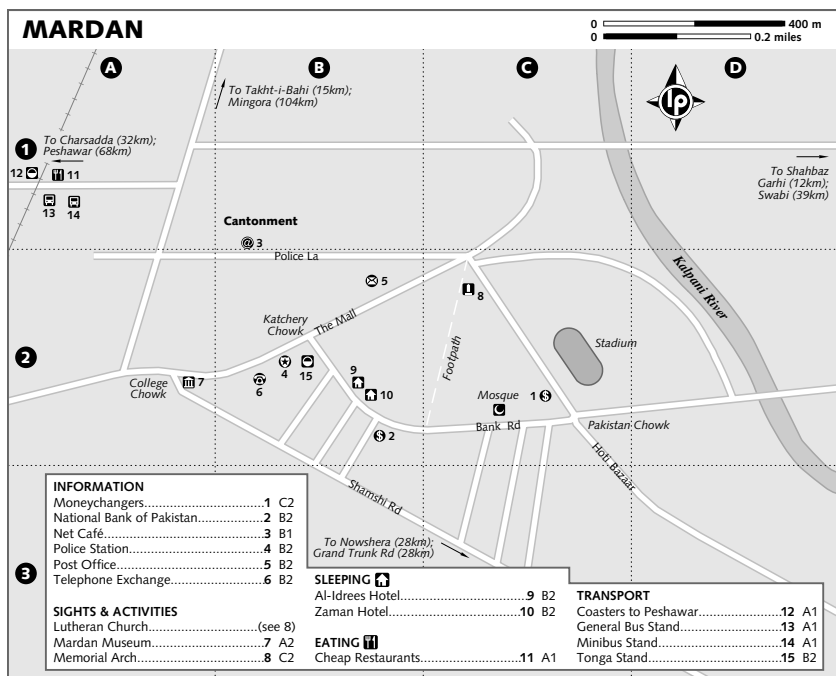 MARDAN
0 400 m
0 0.2 miles
A
B
C
D
lp
To Takht-i-Bahi (15km);
Mingora (104km)
1
To Charsadda (32km);
Peshawar (68km)
12
11
13
14
To Shahbaz
Garhi (12km);
Swabi (39km)
Cantonment
@ 3
Police La
5
8
Kalpani River
Katchery
Chowk
The Mall
Footpath
Stadium
2
4
15
9
10
6
7
College
Chowk
Mosque
1 $
Bank Rd
Pakistan Chowk
$ 2
Hoti Bazaar
Shamshi Rd
To Nowshera (28km);
Grand Trunk Rd (28km)
3
INFORMATION
Moneychangers.................................1 C2
National Bank of Pakistan...............2 B2
Net Café..........................................3 B1
Police Station...................................4 B2
Post Office.......................................5 B2
Telephone Exchange........................6 B2
SIGHTS & ACTIVITIES
Lutheran Church........................(see 8)
Mardan Museum..............................7 A2
Memorial Arch.................................8 C2
SLEEPING
Al-Idrees Hotel................................9 B2
Zaman Hotel..................................10 B2
EATING
Cheap Restaurants.........................11 A1
TRANSPORT
Coasters to Peshawar....................12 A1
General Bus Stand.........................13 A1
Minibus Stand................................14 A1
Tonga Stand..................................15 B2